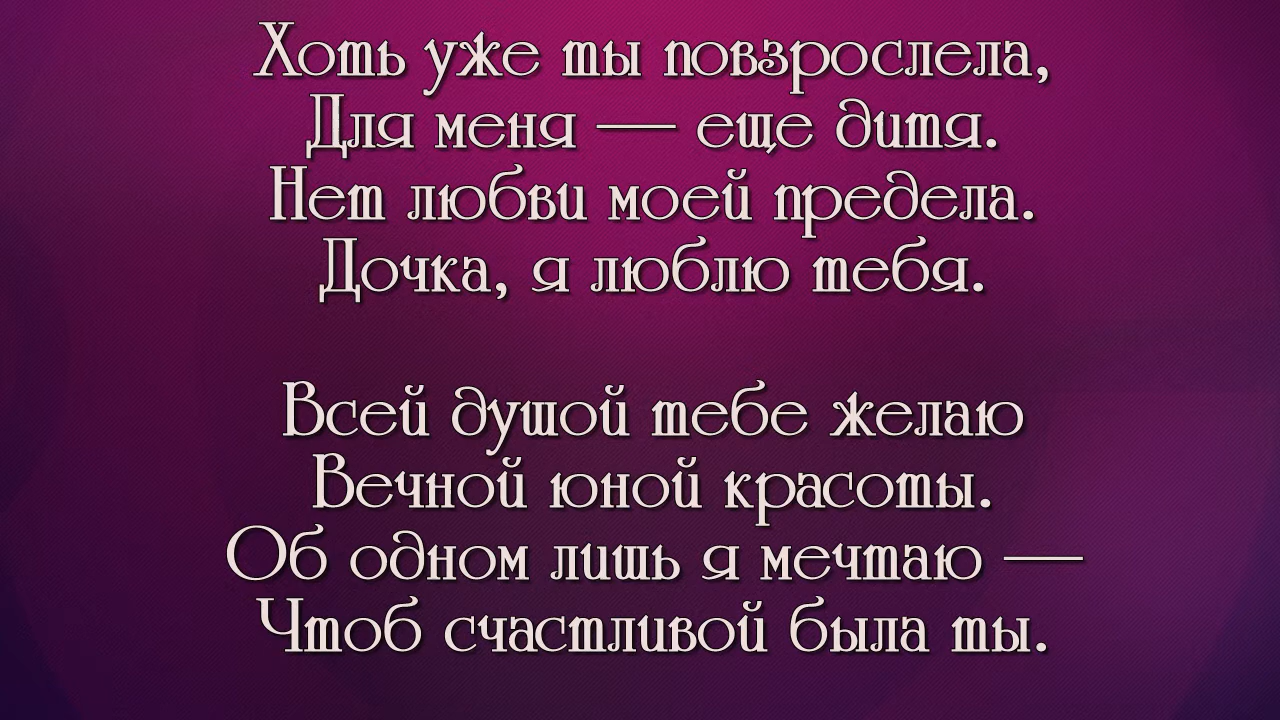 Хоть уже ты повзрослела,
Для меня — еще дитя.
Нет любви моей предела.
Дочка, я люблю тебя.
Всей душой тебе желаю
Вечной юной красоты.
Об одном лишь я мечтаю —
Чтоб счастливой была ты.